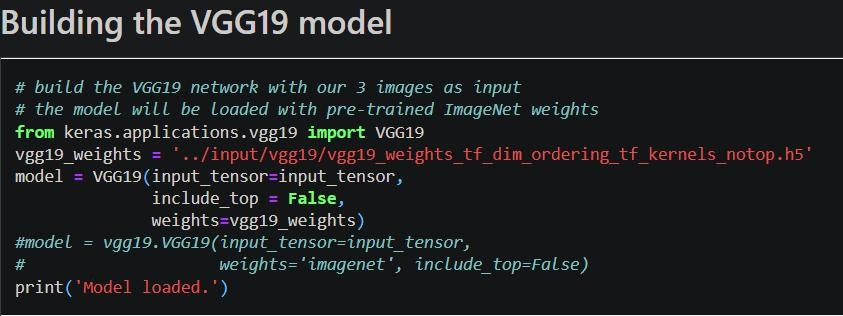 Building the VGG19 model
# build the VGG19 network with our 3 images as input
# the model will be loaded with pre-trained ImageNet weights
from keras.applications.vgg19 import VGG19
vgg19_weights = '../input/vgg19/vgg19_weights_tf_dim_ordering_tf_kernels_notop.h5'
model = VGG19(input_tensor=input_tensor,
              include_top = False,
              weights=vgg19_weights)
#model = vgg19.VGG19(input_tensor=input_tensor,
#                    weights='imagenet', include_top=False)
print('Model loaded.')